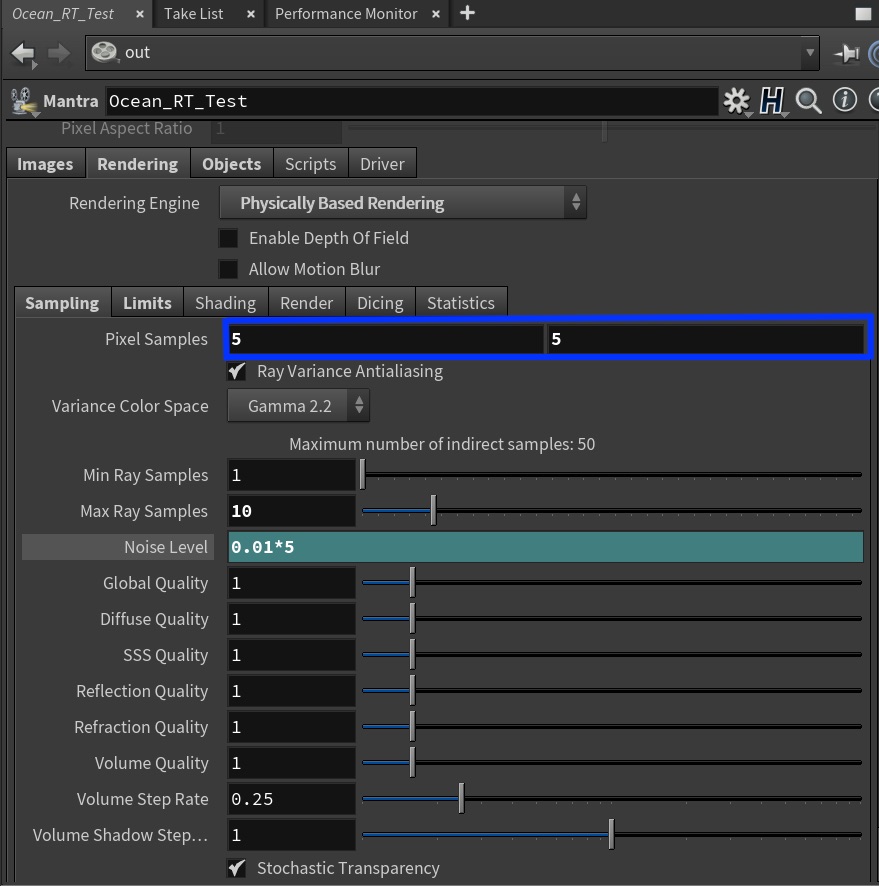 Ocean_RT_Test × Take List × Performance Monitor × +
out
Mantra Ocean_RT_Test
Pixel Aspect Ratio 1
Images Rendering Objects Scripts Driver
Rendering Engine Physically Based Rendering
Enable Depth Of Field
Allow Motion Blur
Sampling Limits Shading Render Dicing Statistics
Pixel Samples 5 5
Ray Variance Antialiasing
Variance Color Space Gamma 2.2
Maximum number of indirect samples: 50
Min Ray Samples 1
Max Ray Samples 10
Noise Level 0.01*5
Global Quality 1
Diffuse Quality 1
SSS Quality 1
Reflection Quality 1
Refraction Quality 1
Volume Quality 1
Volume Step Rate 0.25
Volume Shadow Step... 1
Stochastic Transparency